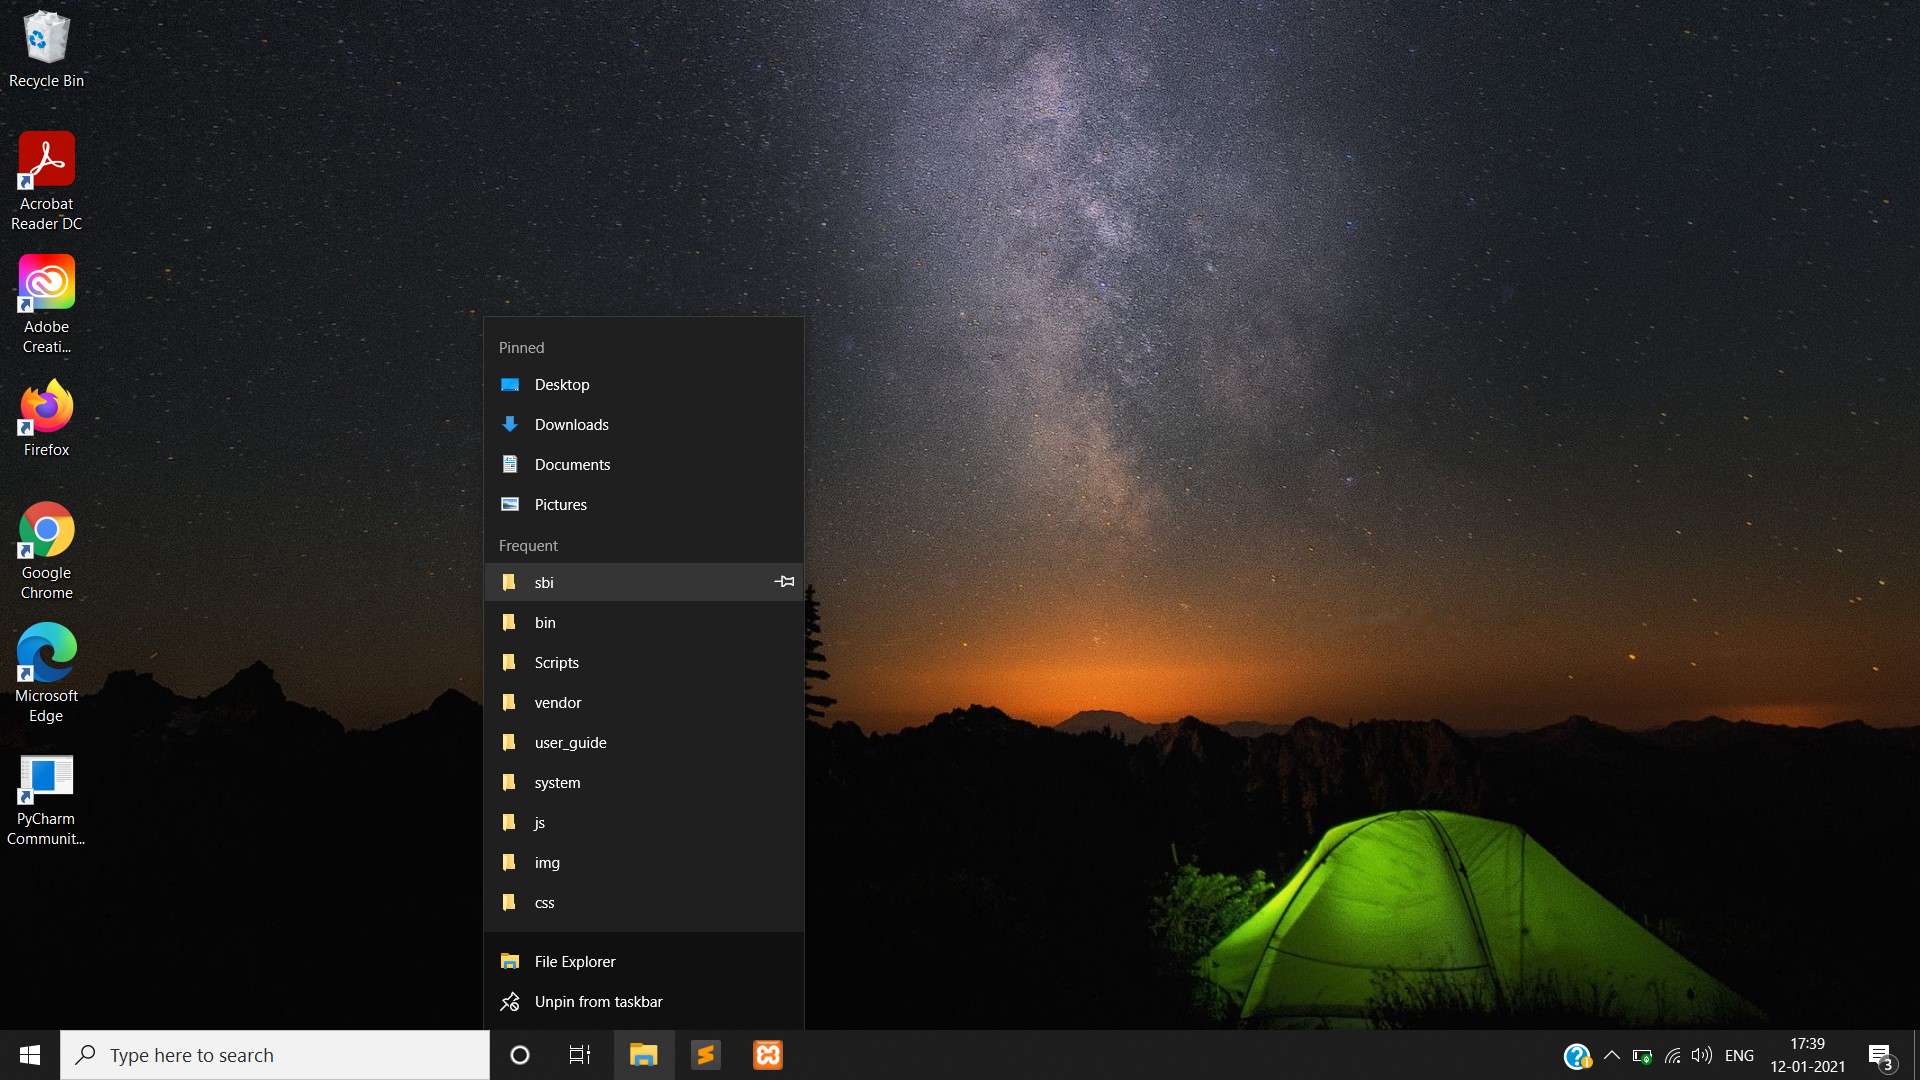 Recycle Bin
Acrobat
Reader DC
Adobe
Creati...
Firefox
Google
Chrome
Microsoft
Edge
PyCharm
Communit...
Pinned
Desktop
Downloads
Documents
Pictures
Frequent
sbi
bin
Scripts
vendor
user_guide
system
js
img
css
File Explorer
Unpin from taskbar
Type here to search
ENG
17:39
12-01-2021
3